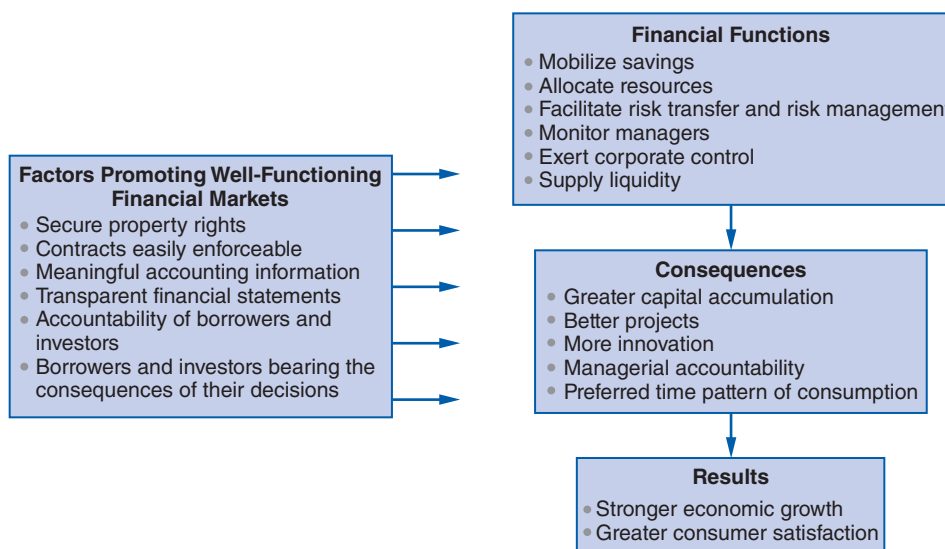 Factors Promoting Well-Functioning
Financial Markets
• Secure property rights
• Contracts easily enforceable
• Meaningful accounting information
• Transparent financial statements
• Accountability of borrowers and
investors
• Borrowers and investors bearing the
consequences of their decisions
Financial Functions
• Mobilize savings
• Allocate resources
• Facilitate risk transfer and risk managemen
• Monitor managers
• Exert corporate control
• Supply liquidity
Consequences
• Greater capital accumulation
• Better projects
• More innovation
• Managerial accountability
• Preferred time pattern of consumption
Results
• Stronger economic growth
• Greater consumer satisfaction